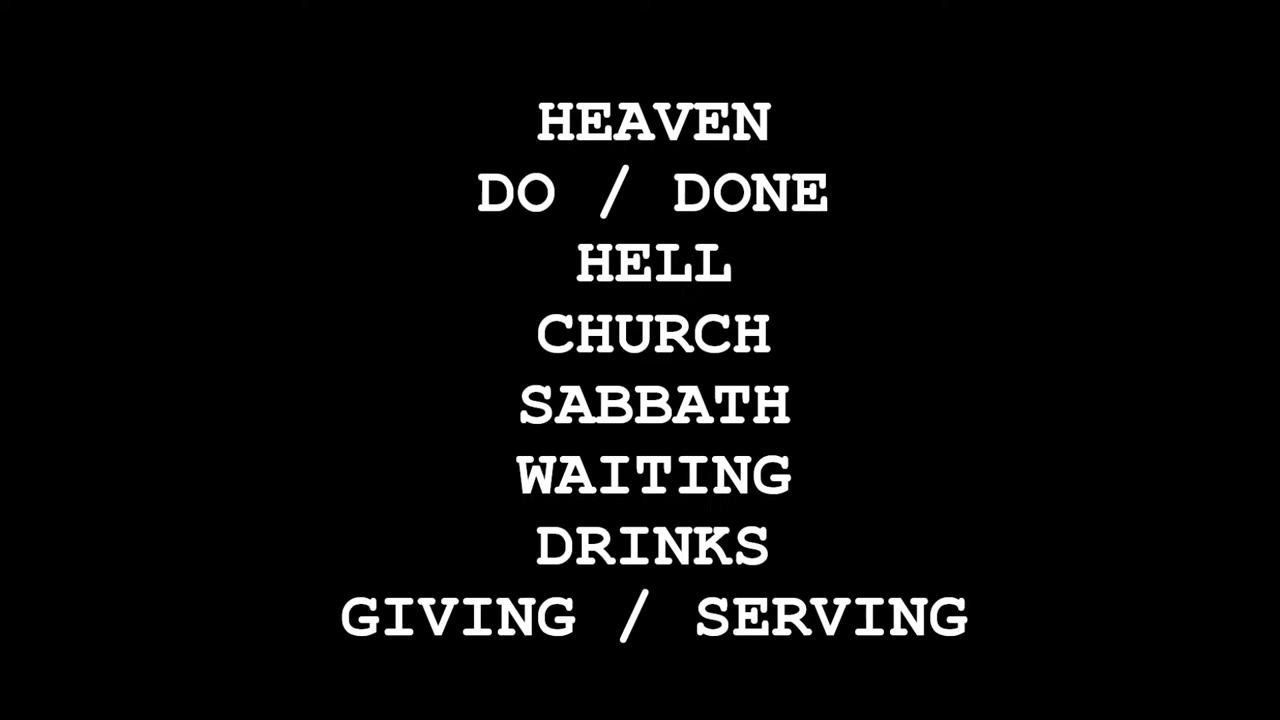 HEAVEN
DO / DONE
HELL
CHURCH
SABBATH
WAITING
DRINKS
GIVING / SERVING